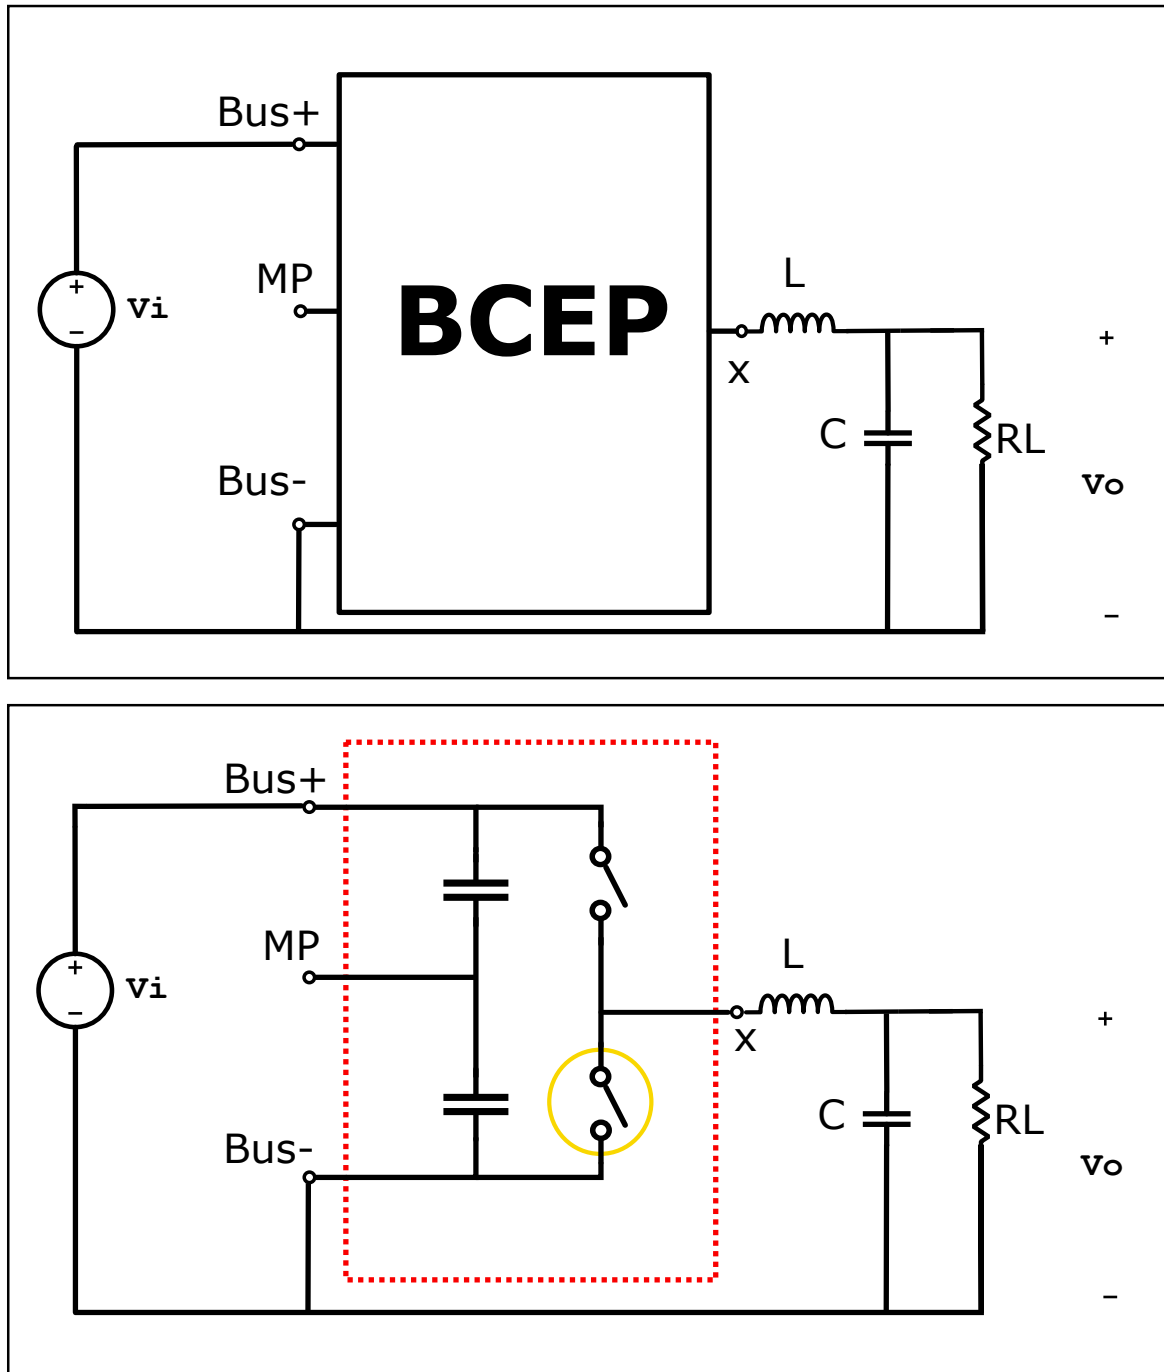 Bus+
MP
Vi
BCEP
L
x
C
RL
Bus-
vo
+
-
Bus+
MP
Vi
L
x
C
RL
Bus-
vo
+
-